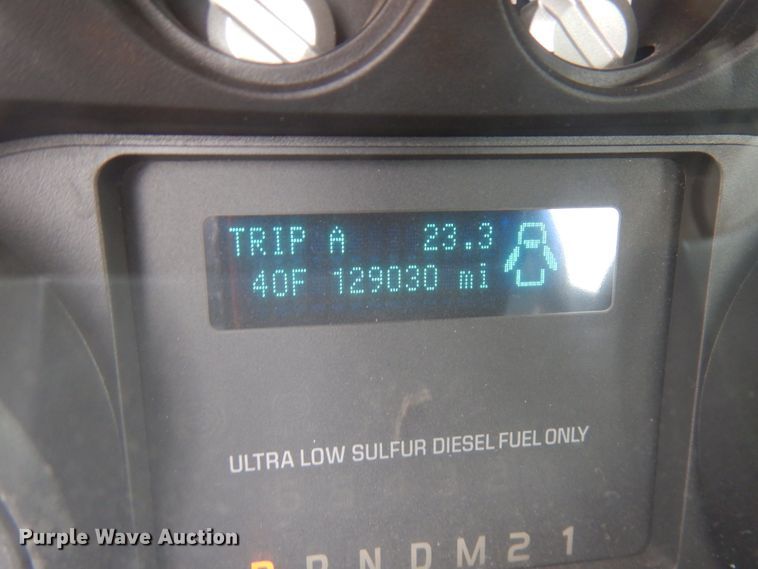 TRIP A 23.3
40F 129030 mi
ULTRA LOW SULFUR DIESEL FUEL ONLY
P R N D M 2 1
Purple Wave Auction